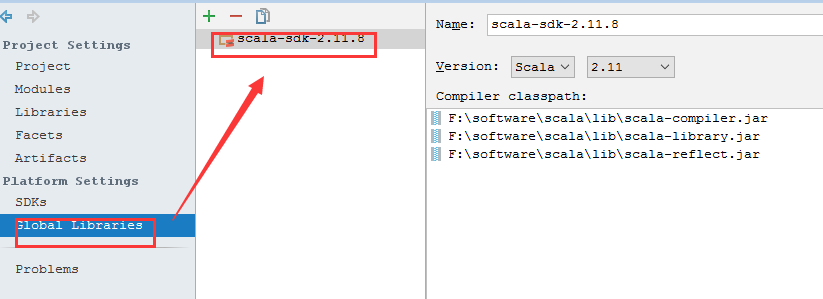 Project Settings
Project
Modules
Libraries
Facets
Artifacts
Platform Settings
SDKs
Global Libraries
Problems
scala-sdk-2.11.8
Name: scala-sdk-2.11.8
Version: Scala 2.11
Compiler classpath:
F:\software\scala\lib\scala-compiler.jar
F:\software\scala\lib\scala-library.jar
F:\software\scala\lib\scala-reflect.jar